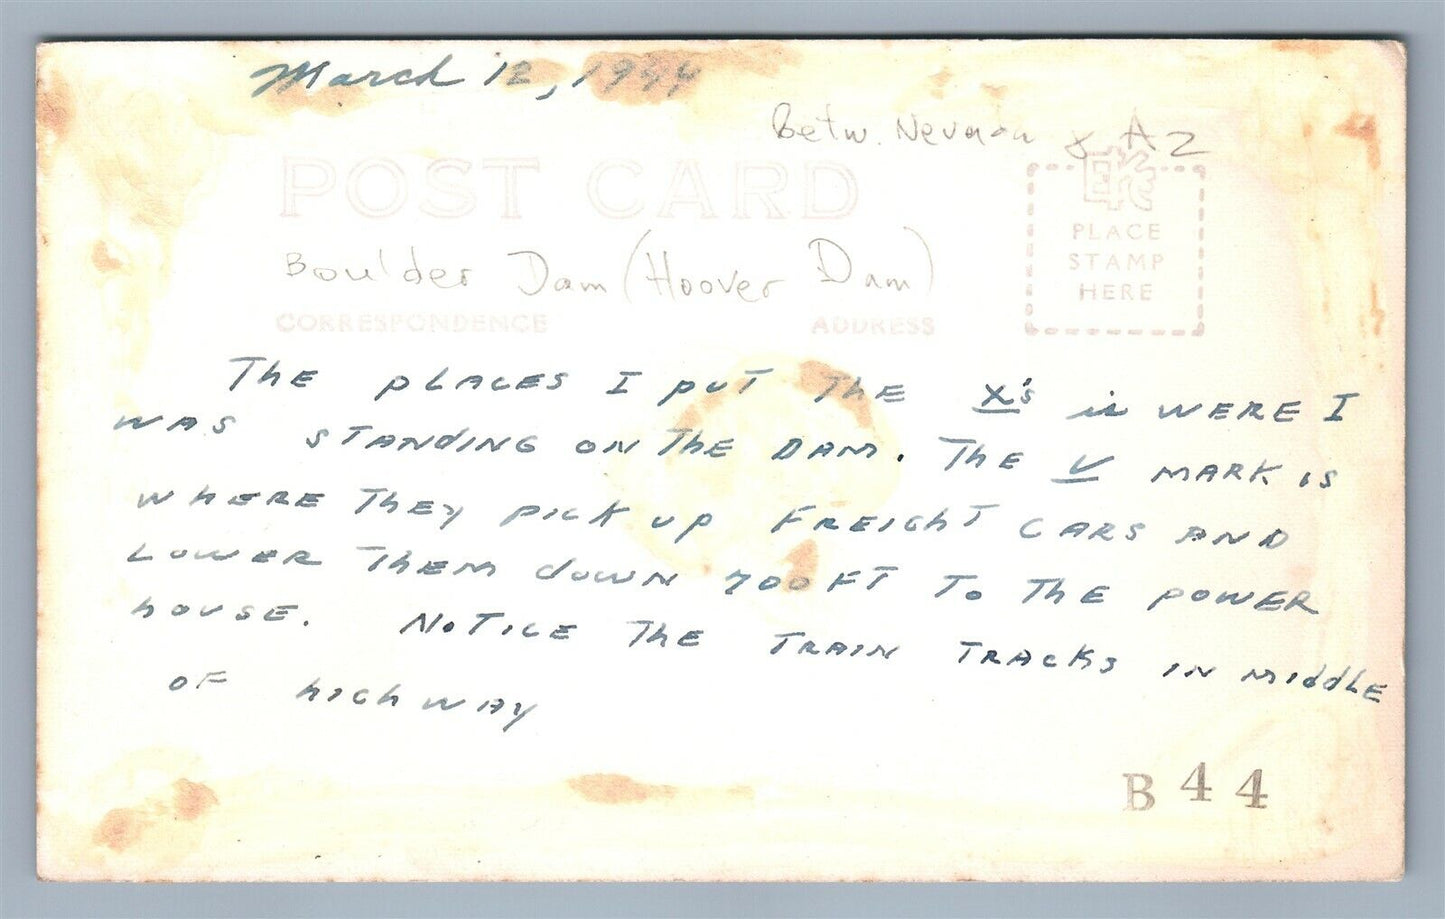 March 12, 1944
Betw. Nevada & AZ
POST CARD
EKC
PLACE
STAMP
HERE
Boulder Dam (Hoover Dam)
CORRESPONDENCE ADDRESS
The places I put the X's is were I
was standing on the dam. The V mark is
where they pick up freight cars and
lower them down 700 ft to the power
house. Notice the train tracks in middle
of highway
B 44